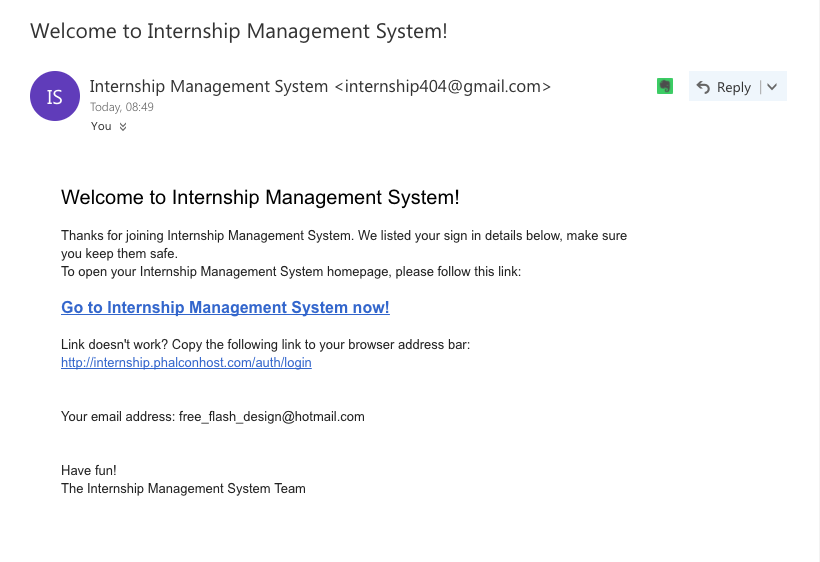 Welcome to Internship Management System!
IS
Internship Management System <internship404@gmail.com>
Reply
Today, 08:49
You
Welcome to Internship Management System!
Thanks for joining Internship Management System. We listed your sign in details below, make sure
you keep them safe.
To open your Internship Management System homepage, please follow this link:
Go to Internship Management System now!
Link doesn't work? Copy the following link to your browser address bar:
http://internship.phalconhost.com/auth/login
Your email address: free_flash_design@hotmail.com
Have fun!
The Internship Management System Team